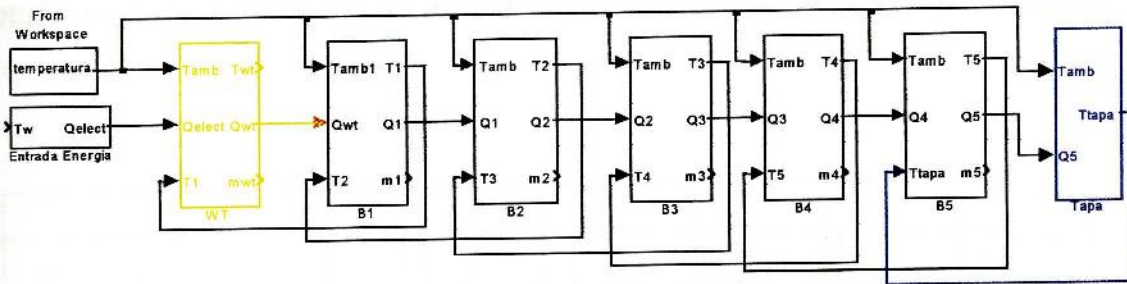 From
Workspace
temperatura
Tw Qelect
Entrada Energia
Tamb Twt
Qelect Qwt
T1 mwt
WT
Tamb1 T1
Qwt Q1
T2 m1
B1
Tamb T2
Q1 Q2
T3 m2
B2
Tamb T3
Q2 Q3
T4 m3
B3
Tamb T4
Q3 Q4
T5 m4
B4
Tamb T5
Q4 Q5
Ttapa m5
B5
Tamb
Ttapa
Q5
Tapa